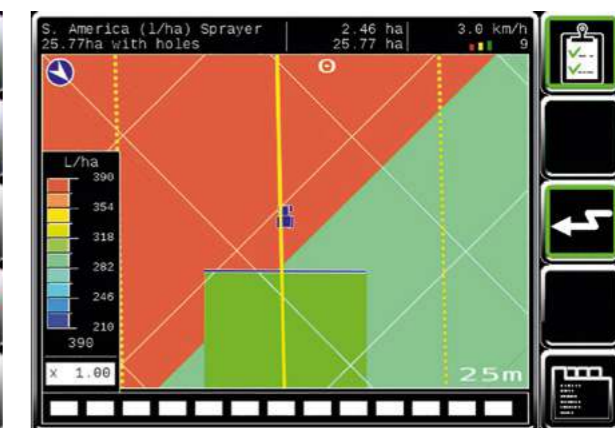 S. America (l/ha) Sprayer 2.46 ha 3.0 km/h
25.77ha with holes 25.77 ha 9
L/ha
390
354
318
282
246
210
390
x 1.00
25m